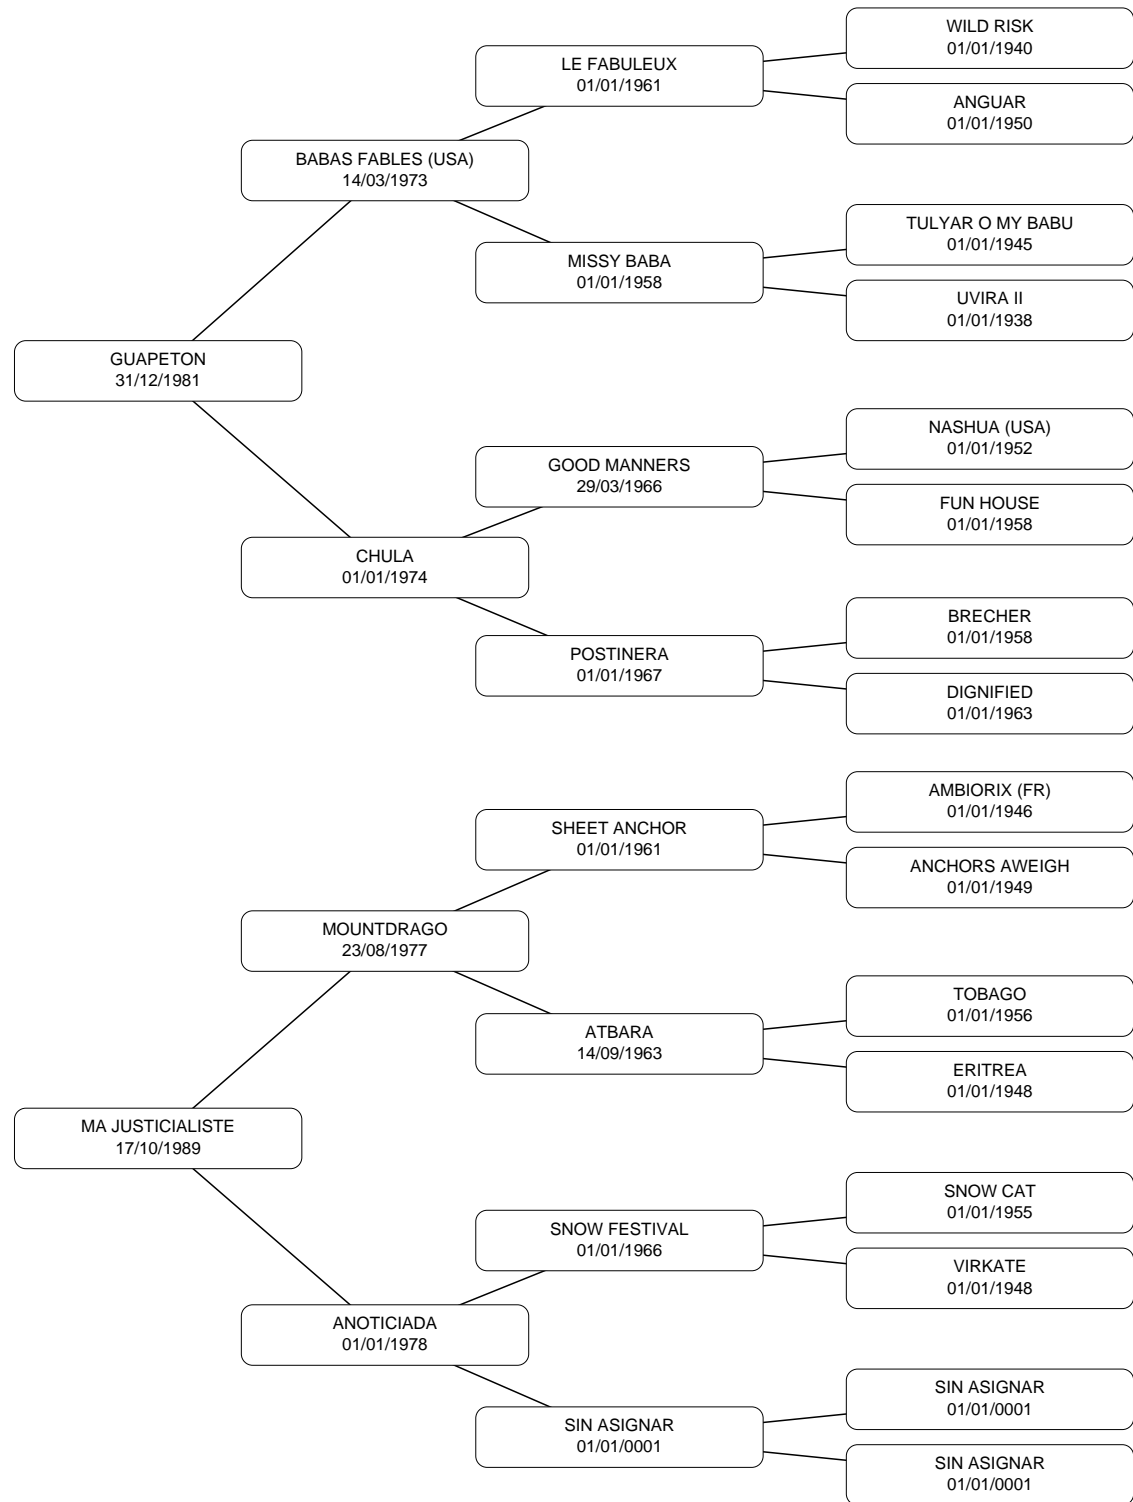 WILD RISK
01/01/1940
LE FABULEUX
01/01/1961
ANGUAR
01/01/1950
BABAS FABLES (USA)
14/03/1973
TULYAR O MY BABU
01/01/1945
MISSY BABA
01/01/1958
UVIRA II
01/01/1938
GUAPETON
31/12/1981
NASHUA (USA)
01/01/1952
GOOD MANNERS
29/03/1966
FUN HOUSE
01/01/1958
CHULA
01/01/1974
BRECHER
01/01/1958
POSTINERA
01/01/1967
DIGNIFIED
01/01/1963
AMBIORIX (FR)
01/01/1946
SHEET ANCHOR
01/01/1961
ANCHORS AWEIGH
01/01/1949
MOUNTDRAGO
23/08/1977
TOBAGO
01/01/1956
ATBARA
14/09/1963
ERITREA
01/01/1948
MA JUSTICIALISTE
17/10/1989
SNOW CAT
01/01/1955
SNOW FESTIVAL
01/01/1966
VIRKATE
01/01/1948
ANOTICIADA
01/01/1978
SIN ASIGNAR
01/01/0001
SIN ASIGNAR
01/01/0001
SIN ASIGNAR
01/01/0001